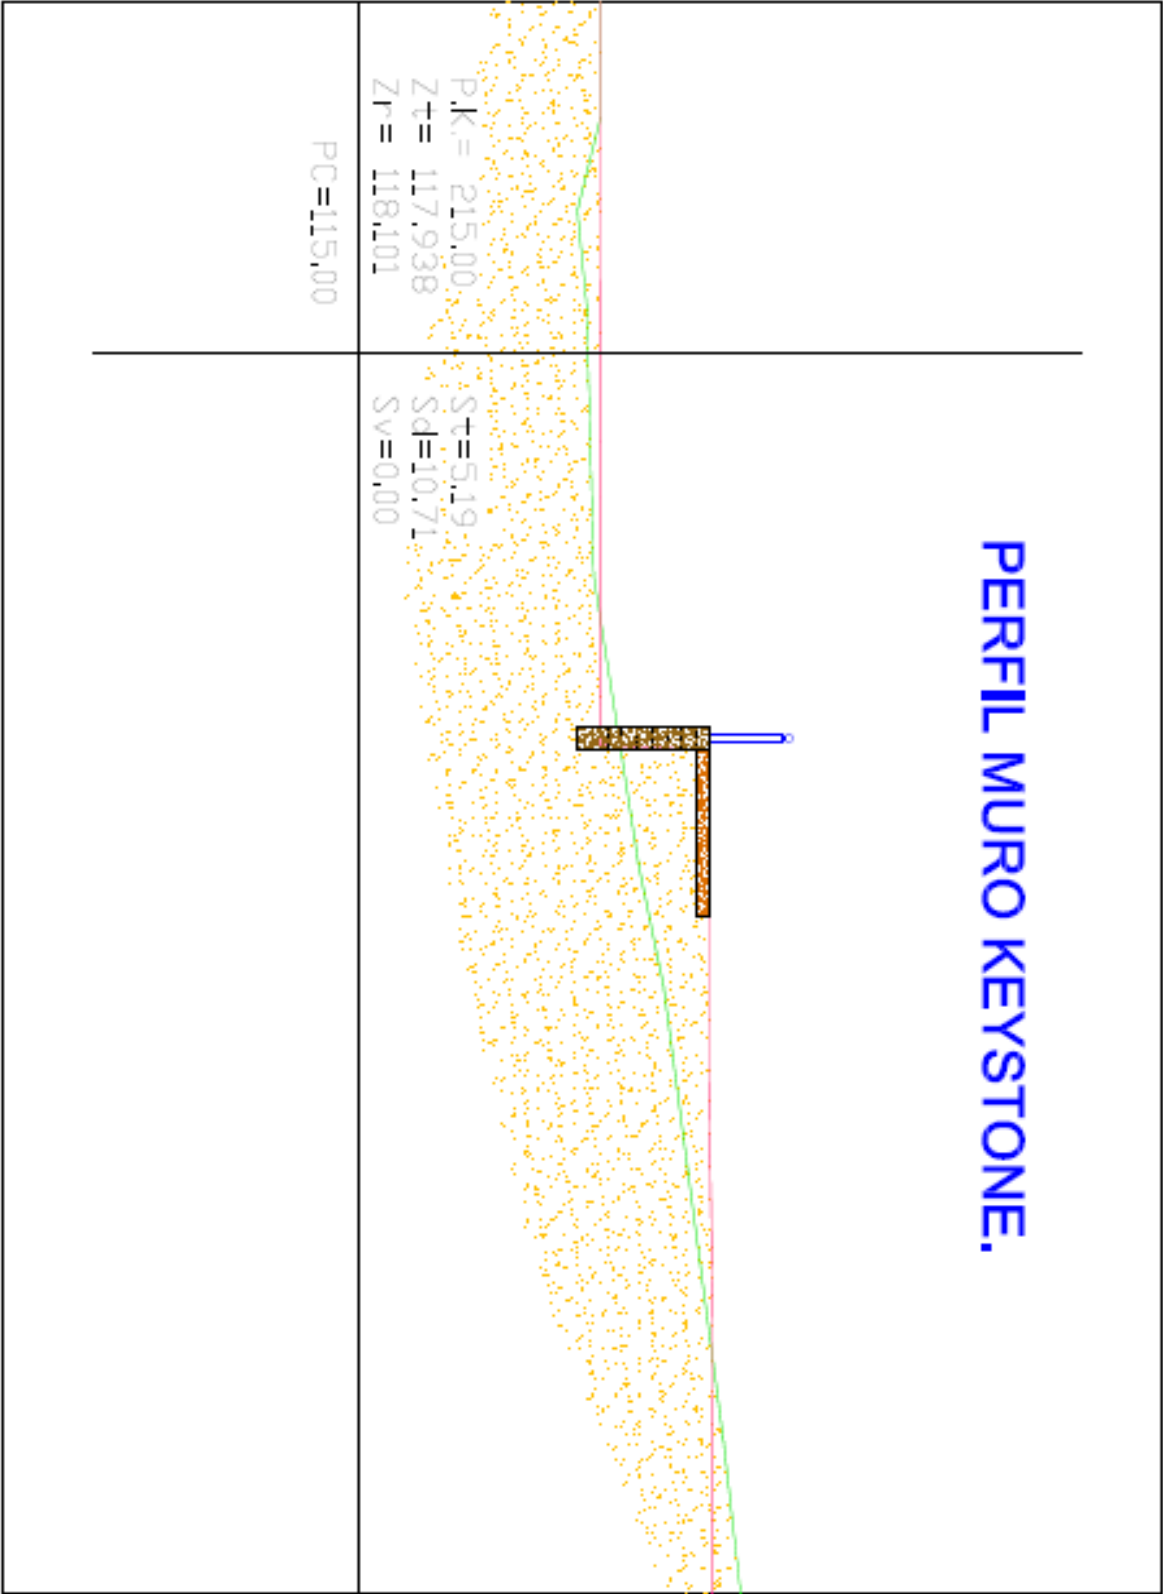 PERFIL MURO KEYSTONE.
P.K.= 215.00
Zt= 117.938
Zr= 118.101
St=5.19
Sd=10.71
Sv=0.00
PC=115.00